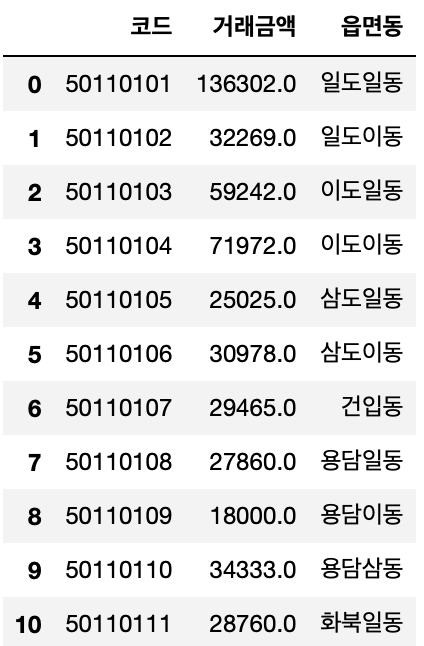 코드 거래금액 읍면동
0 50110101 136302.0 일도일동
1 50110102 32269.0 일도이동
2 50110103 59242.0 이도일동
3 50110104 71972.0 이도이동
4 50110105 25025.0 삼도일동
5 50110106 30978.0 삼도이동
6 50110107 29465.0 건입동
7 50110108 27860.0 용담일동
8 50110109 18000.0 용담이동
9 50110110 34333.0 용담삼동
10 50110111 28760.0 화북일동